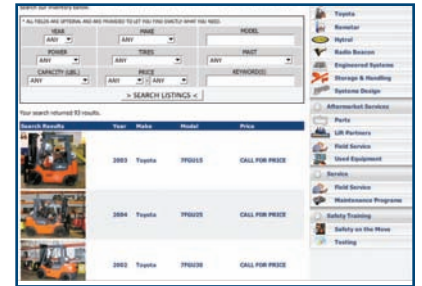 search our inventory below.
* ALL FIELDS ARE OPTIONAL AND ARE PROVIDED TO LET YOU FIND EXACTLY WHAT YOU NEED.
YEAR MAKE MODEL
ANY ANY
POWER TIRES MAST
ANY ANY ANY
CAPACITY (LBS.) PRICE KEYWORD(S)
ANY ANY - ANY
> SEARCH LISTINGS <
Your search returned 93 results.
Search Results Year Make Model Price
2003 Toyota 7FGU15 CALL FOR PRICE
2004 Toyota 7FGU25 CALL FOR PRICE
2002 Toyota 7FGU30 CALL FOR PRICE
Toyota
Remstar
Hytrol
Radio Beacon
Engineered Systems
Storage & Handling
Systems Design
Aftermarket Services
Parts
Lift Partners
Field Service
Used Equipment
Service
Field Service
Maintenance Programs
Safety Training
Safety on the Move
Testing